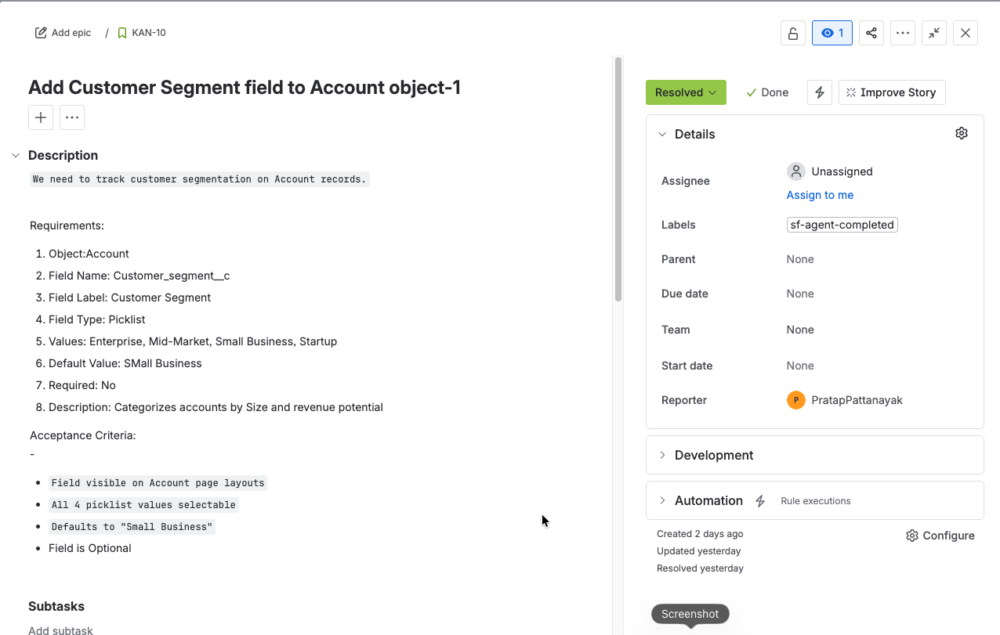 Add epic / KAN-10
1
Add Customer Segment field to Account object-1
Description
We need to track customer segmentation on Account records.
Requirements:
1. Object:Account
2. Field Name: Customer_segment__c
3. Field Label: Customer Segment
4. Field Type: Picklist
5. Values: Enterprise, Mid-Market, Small Business, Startup
6. Default Value: SMall Business
7. Required: No
8. Description: Categorizes accounts by Size and revenue potential
Acceptance Criteria:
-
• Field visible on Account page layouts
• All 4 picklist values selectable
• Defaults to "Small Business"
• Field is Optional
Subtasks
Add subtask
Resolved
Done
Improve Story
Details
Assignee
Unassigned
Assign to me
Labels
sf-agent-completed
Parent
None
Due date
None
Team
None
Start date
None
Reporter
P PratapPattanayak
Development
Automation
Rule executions
Created 2 days ago
Updated yesterday
Resolved yesterday
Configure
Screenshot